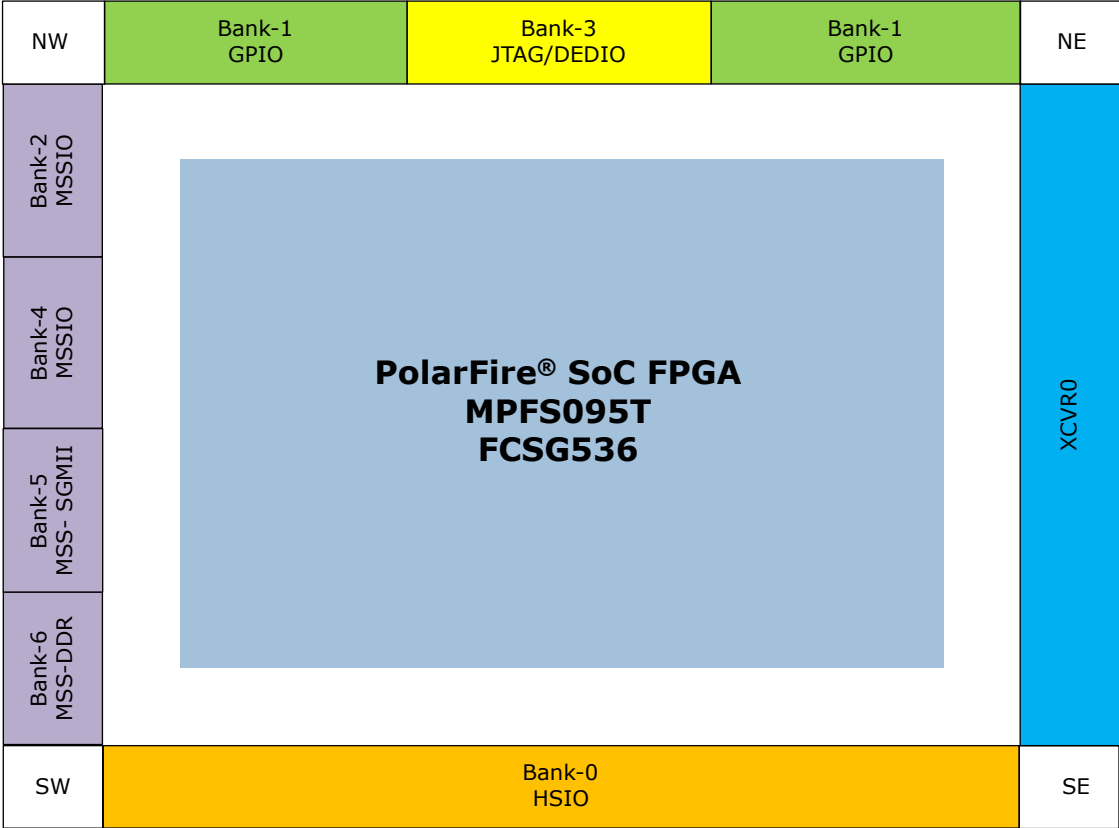 NW
Bank-1
GPIO
Bank-3
JTAG/DEDIO
Bank-1
GPIO
NE
Bank-2
MSSIO
Bank-4
MSSIO
Bank-5
MSS- SGMII
Bank-6
MSS-DDR
PolarFire® SoC FPGA
MPFS095T
FCSG536
XCVR0
SW
Bank-0
HSIO
SE